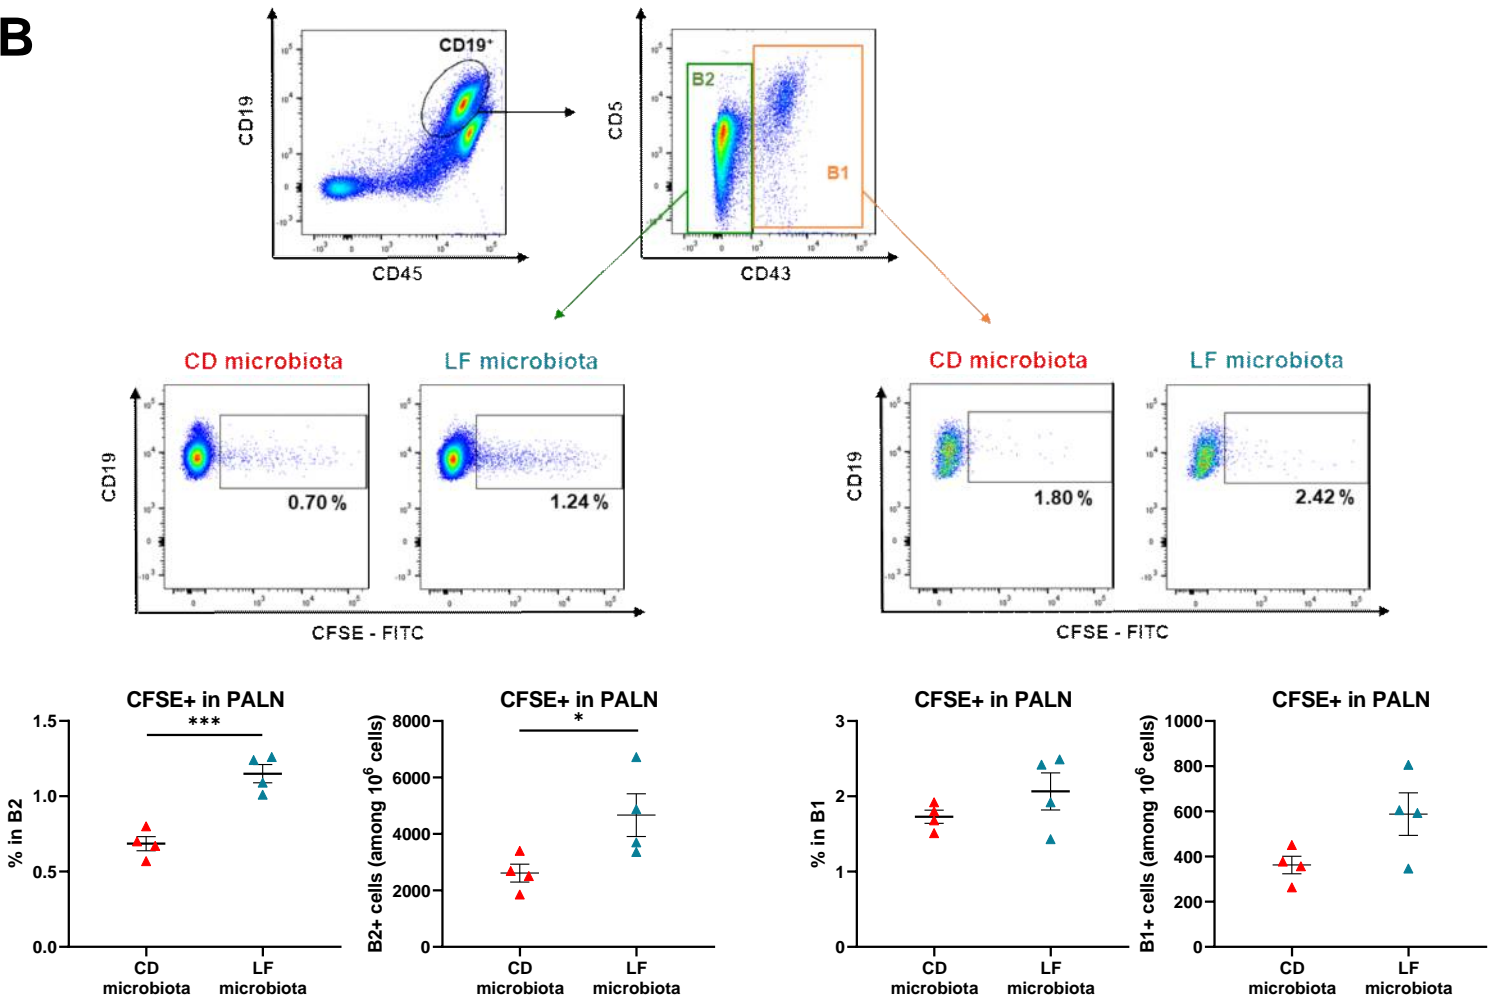 B
CD19+
CD19
CD45
B2
B1
CD5
CD43
CD microbiota
LF microbiota
CD microbiota
LF microbiota
CD19
0.70 %
1.24 %
CFSE - FITC
CD19
1.80 %
2.42 %
CFSE - FITC
CFSE+ in PALN
% in B2
1.5
1.0
0.5
0.0
***
CD
microbiota
LF
microbiota
CFSE+ in PALN
B2+ cells (among 10⁶ cells)
8000
6000
4000
2000
0
*
CD
microbiota
LF
microbiota
CFSE+ in PALN
% in B1
3
2
1
0
CD
microbiota
LF
microbiota
CFSE+ in PALN
B1+ cells (among 10⁶ cells)
1000
800
600
400
200
0
CD
microbiota
LF
microbiota